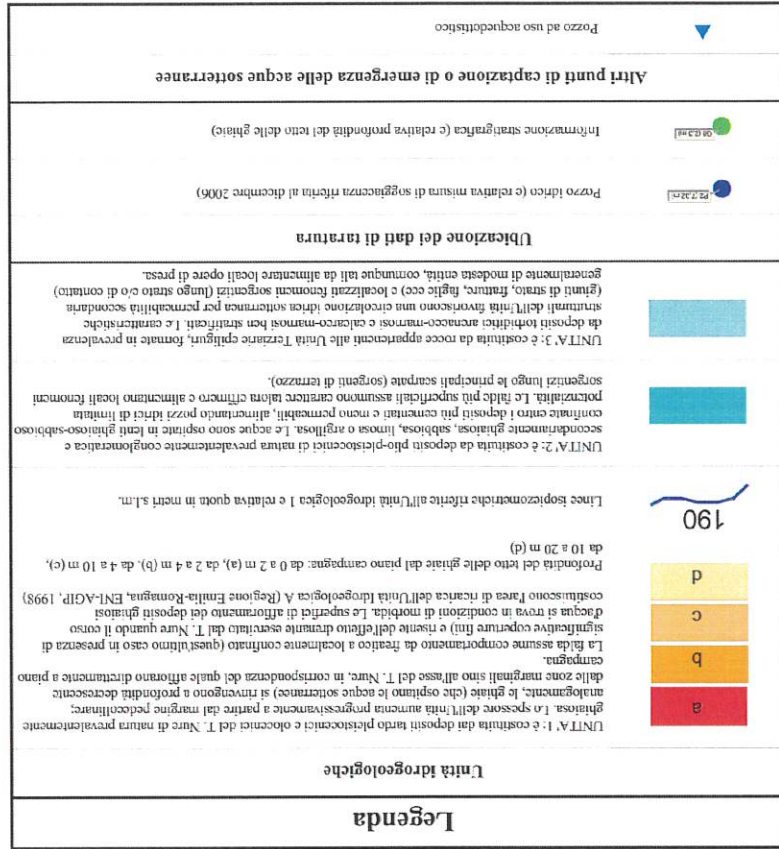 Legenda
Unità idrogeologiche
a
b
c
d
UNITA' 1: è costituita dai depositi tardo pleistocenici e olocenici del T. Nure di natura prevalentemente
ghiaiosa. Lo spessore dell'Unità aumenta progressivamente a partire dal margine pedecollinare;
analogamente, le ghiaie (che ospitano le acque sotterranee) si rinvengono a profondità decrescente
dalle zone marginali sino all'asse del T. Nure, in corrispondenza del quale afforano direttamente a piano
campagna.
La falda assume comportamento da freatico a localmente confinato (quest'ultimo caso in presenza di
significative coperture fini) e risente dell'effetto drenante esercitato dal T. Nure quando il corso
d'acqua si trova in condizioni di morbida. Le superfici di affioramento dei depositi ghiaiosi
costituiscono l'area di ricarica dell'Unità Idrogeologica A (Regione Emilia-Romagna, ENI-AGIP, 1998)
Profondità del tetto delle ghiaie dal piano campagna: da 0 a 2 m (a), da 2 a 4 m (b), da 4 a 10 m (c),
da 10 a 20 m (d)
190
Linee isopiezometriche riferite all'Unità idrogeologica 1 e relativa quota in metri s.l.m.
UNITA' 2: è costituita da depositi plio-pleistocenici di natura prevalentemente conglomeratica e
secondariamente ghiaiosa, sabbiosa, limosa o argillosa. Le acque sono ospitate in lenti ghiaioso-sabbioso
confinate entro i depositi più cementati e meno permeabili, alimentando pozzi idrici di limitata
potenzialità. Le falde più superficiali assumono carattere talora effimero e alimentano locali fenomeni
sorgentizi lungo le principali scarpate (sorgenti di terrazzo).
UNITA' 3: è costituita da rocce appartenenti alle Unità Terziarie epiliguri, formate in prevalenza
da depositi torbiditici arenaceo-marnosi e calcareo-marnosi ben stratificati. Le caratteristiche
strutturali dell'Unità favoriscono una circolazione idrica sotterranea per permeabilità secondaria
(giunti di strato, fratture, faglie ecc) e localizzati fenomeni sorgentizi (lungo strato e/o di contatto)
generalmente di modesta entità, comunque tali da alimentare locali opere di presa.
Ubicazione dei dati di taratura
Pozzo idrico (e relativa misura di soggiacenza riferita al dicembre 2006)
Informazione stratigrafica (e relativa profondità del tetto delle ghiaie)
Altri punti di captazione o di emergenza delle acque sotterranee
Pozzo ad uso acquedottistico